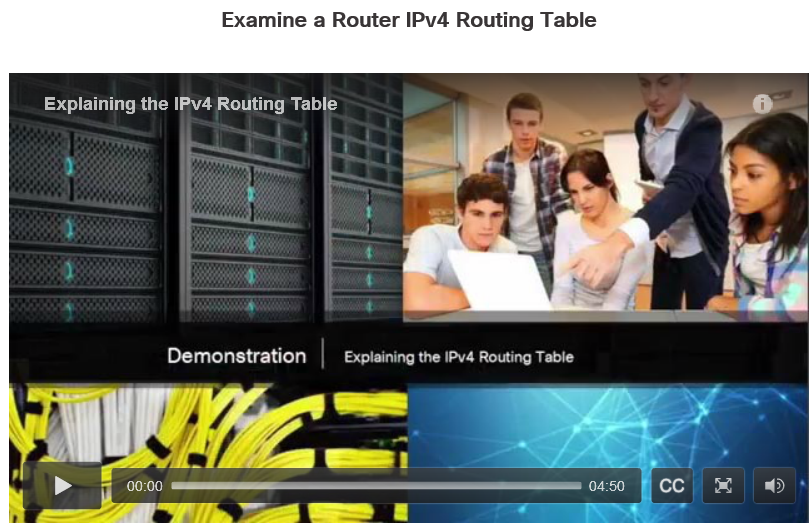 Examine a Router IPv4 Routing Table
Explaining the IPv4 Routing Table
Demonstration | Explaining the IPv4 Routing Table
00:00 04:50 CC